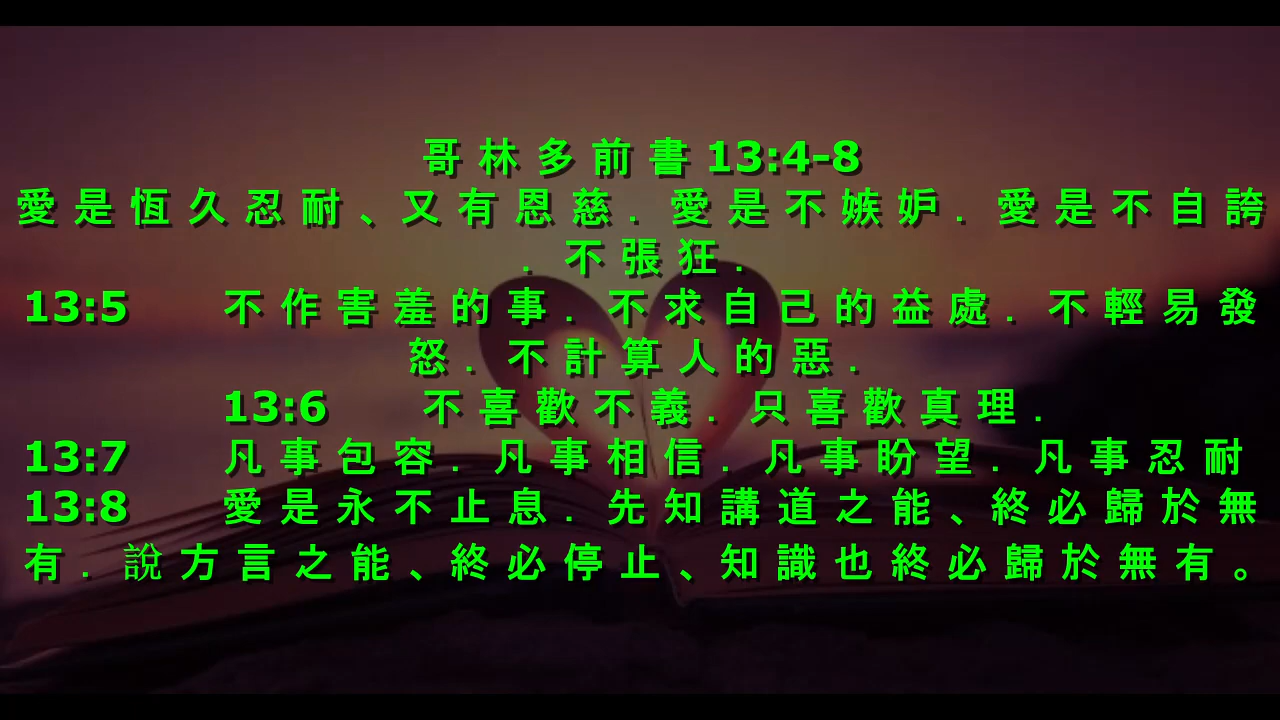 哥 林 多 前 書 13:4-8
愛 是 恆 久 忍 耐 、又 有 恩 慈 . 愛 是 不 嫉 妒 . 愛 是 不 自 誇
. 不 張 狂 .
13:5 不 作 害 羞 的 事 . 不 求 自 己 的 益 處 . 不 輕 易 發
怒 . 不 計 算 人 的 惡 .
13:6 不 喜 歡 不 義 . 只 喜 歡 真 理 .
13:7 凡 事 包 容 . 凡 事 相 信 . 凡 事 盼 望 . 凡 事 忍 耐
13:8 愛 是 永 不 止 息 . 先 知 講 道 之 能 、終 必 歸 於 無
有 . 說 方 言 之 能 、終 必 停 止 、知 識 也 終 必 歸 於 無 有 。